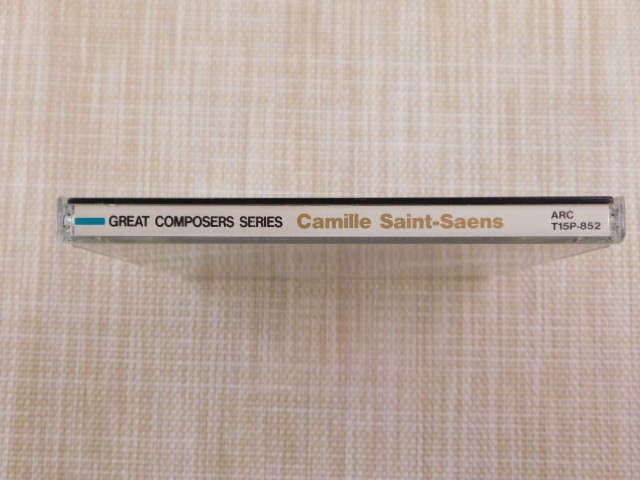 GREAT COMPOSERS SERIES Camille Saint-Saens
ARC
T15P-852